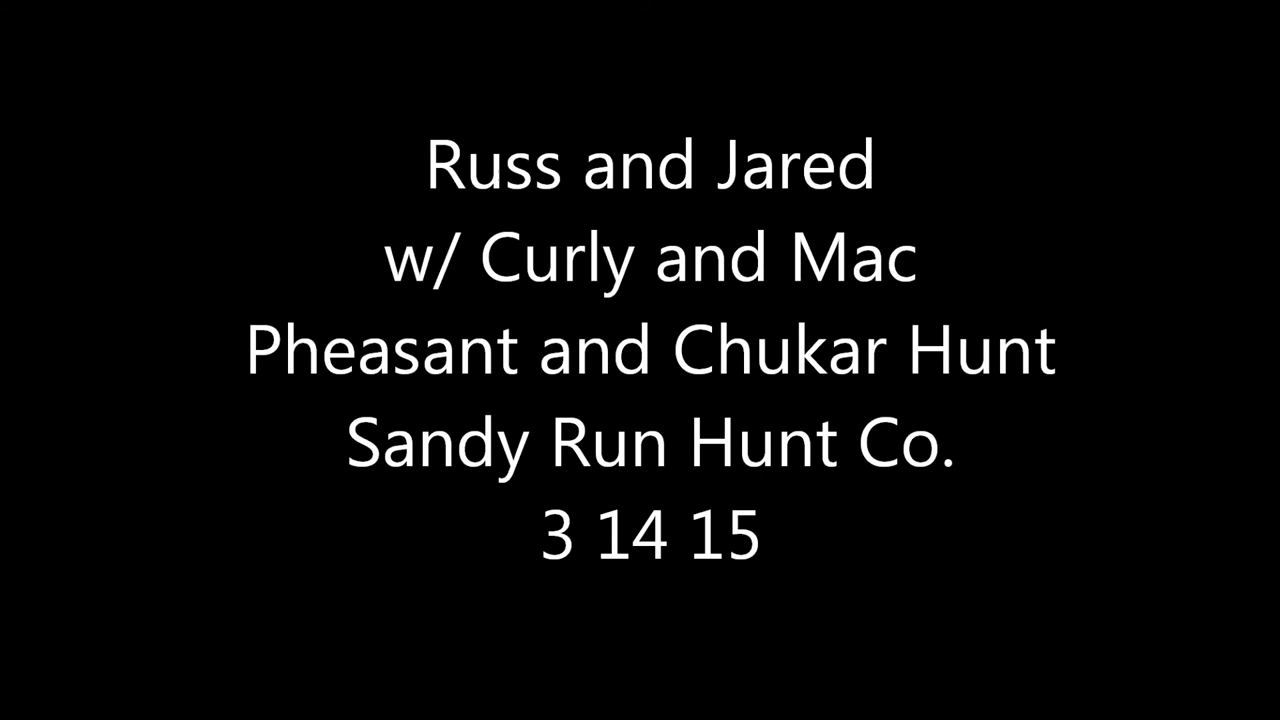 Russ and Jared
w/ Curly and Mac
Pheasant and Chukar Hunt
Sandy Run Hunt Co.
3 14 15